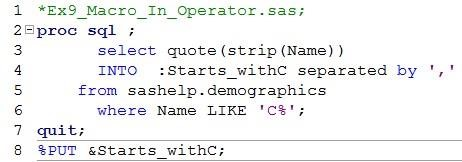 1 *Ex9_Macro_In_Operator.sas;
2 proc sql ;
3 select quote(strip(Name))
4 INTO :Starts_withC separated by ','
5 from sashelp.demographics
6 where Name LIKE 'C%';
7 quit;
8 %PUT &Starts_withC;